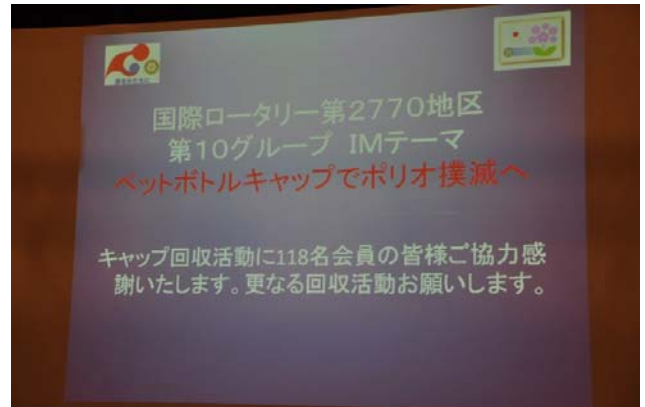 国際ロータリー第2770地区
第10グループ IMテーマ
ペットボトルキャップでポリオ撲滅へ
キャップ回収活動に118名会員の皆様ご協力感
謝いたします。更なる回収活動お願いします。